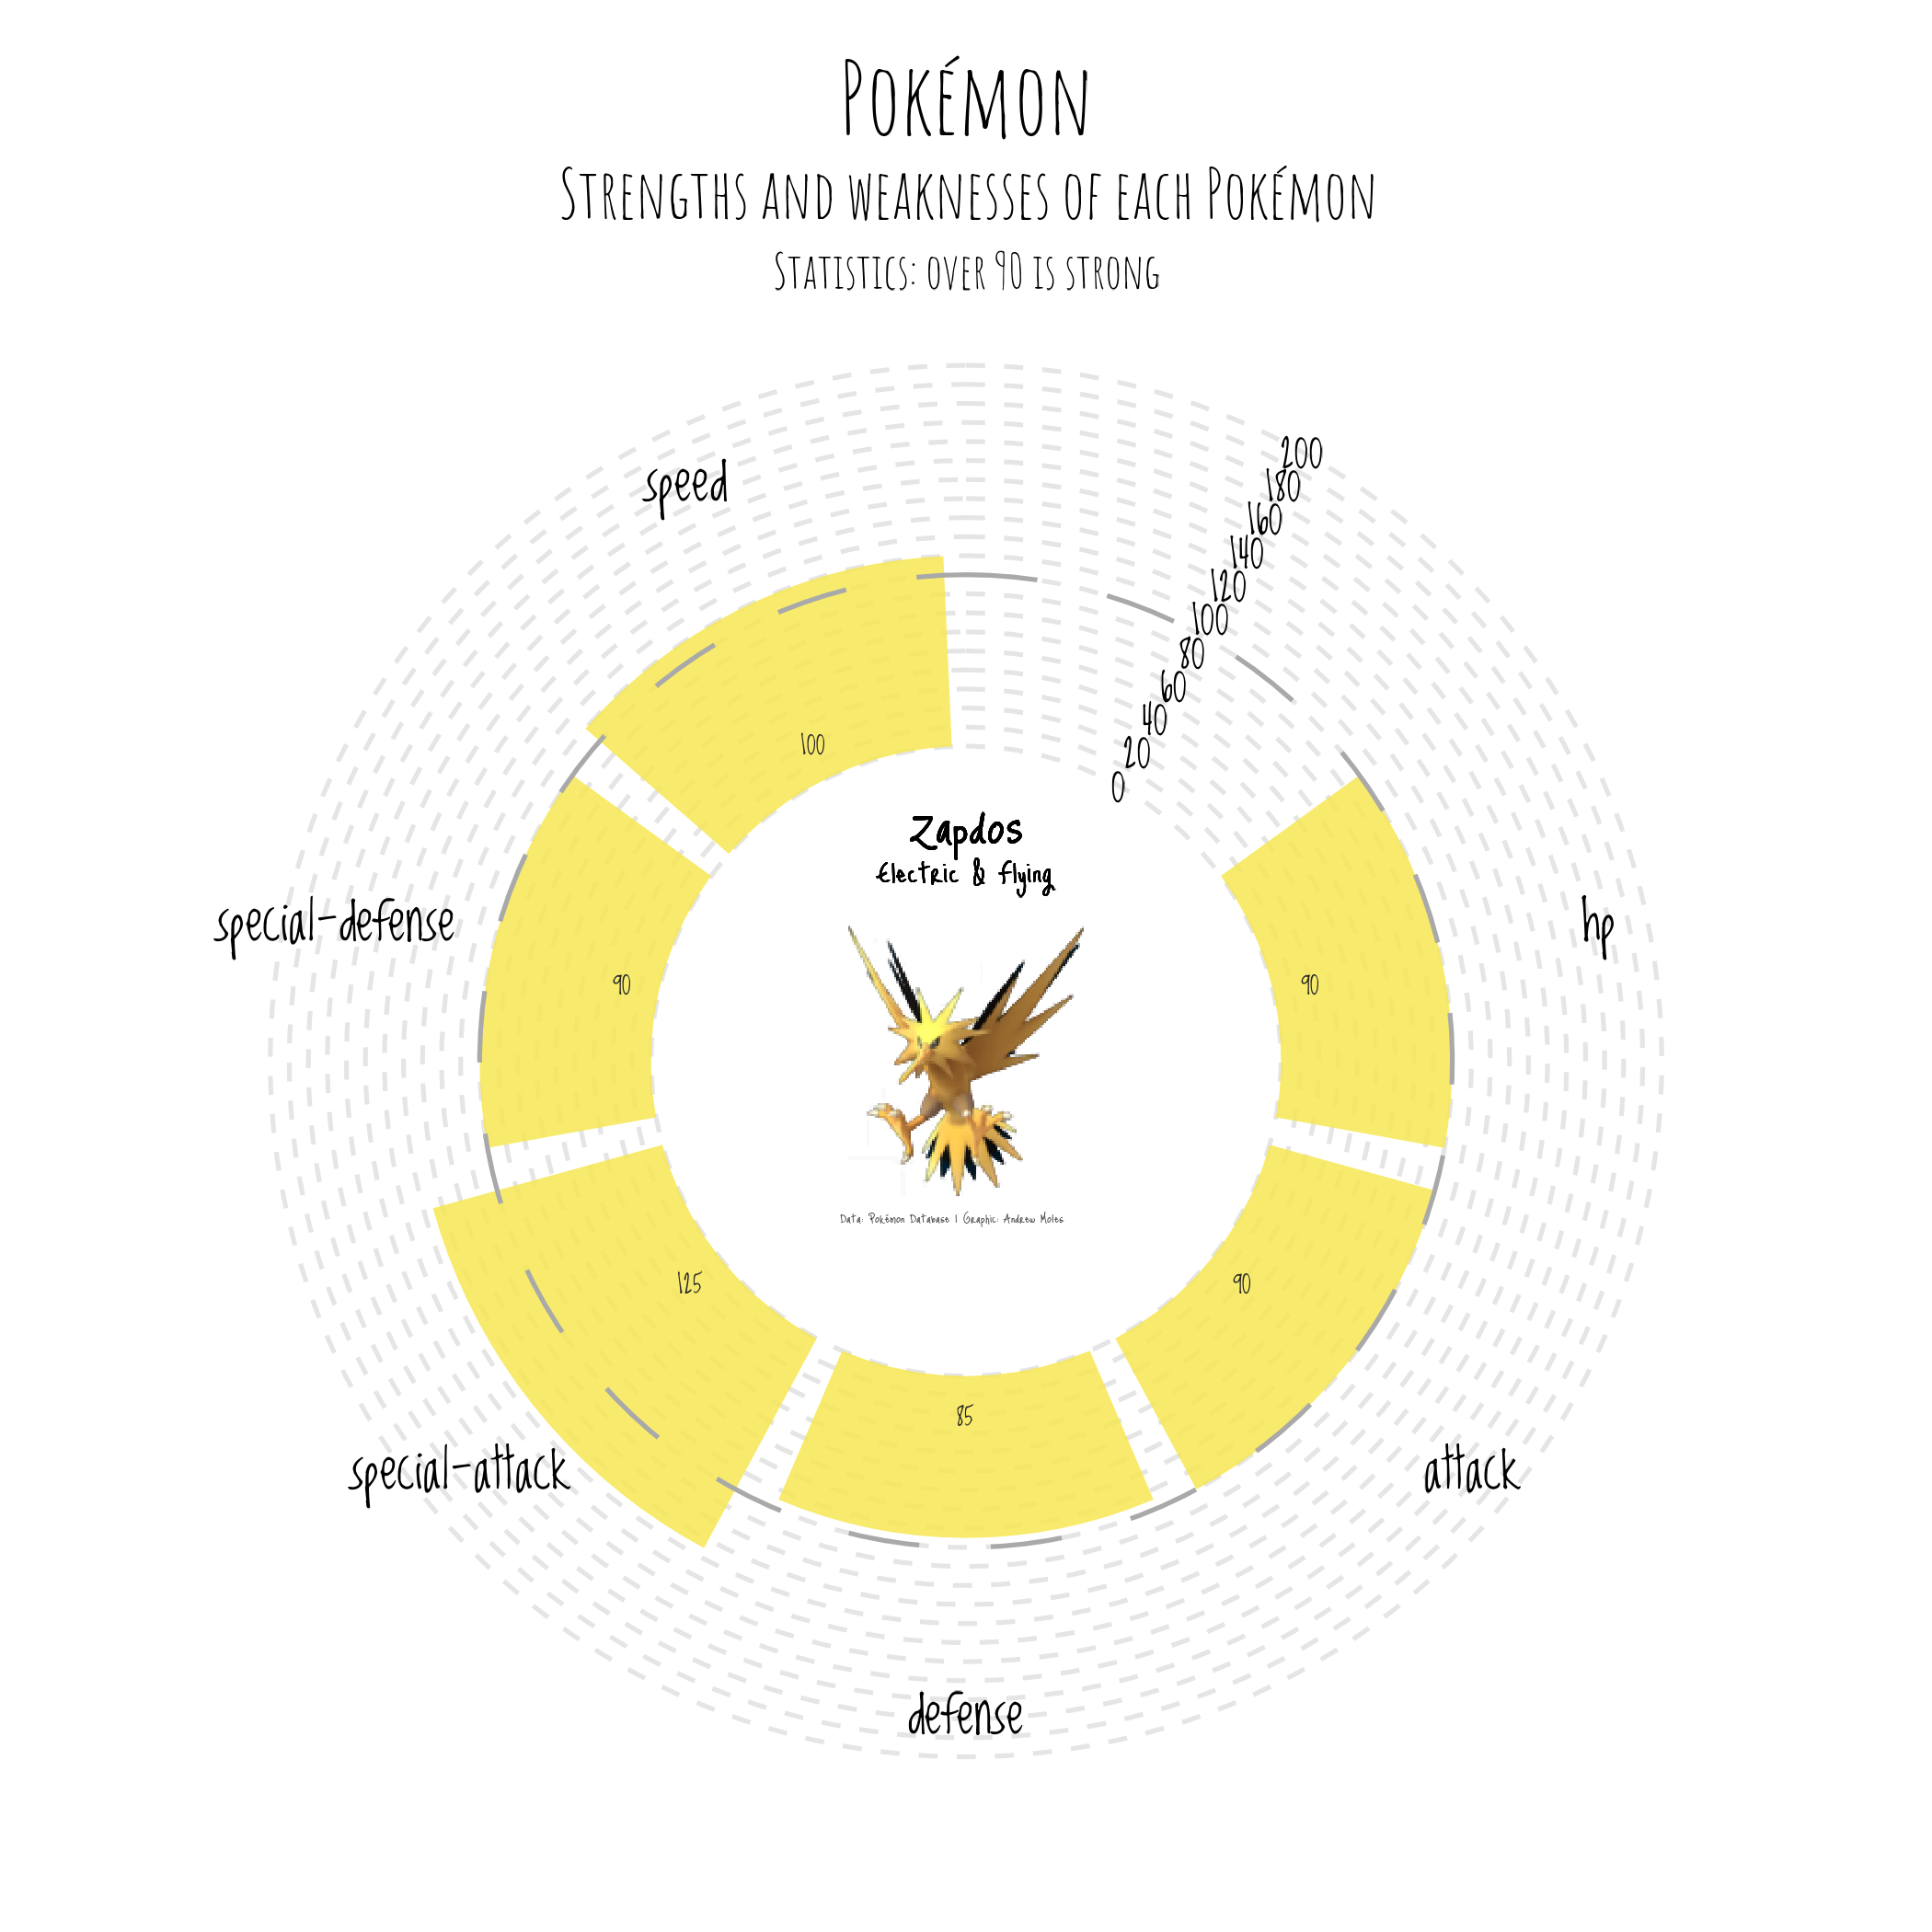 Pokémon
Strengths and weaknesses of each Pokémon
Statistics: over 90 is strong
200
180
160
140
120
100
80
60
40
20
0
speed
100
Zapdos
Electric & flying
special-defense
90
hp
90
Data: Pokémon Database | Graphic: Andrew Moles
special-attack
125
attack
90
85
defense